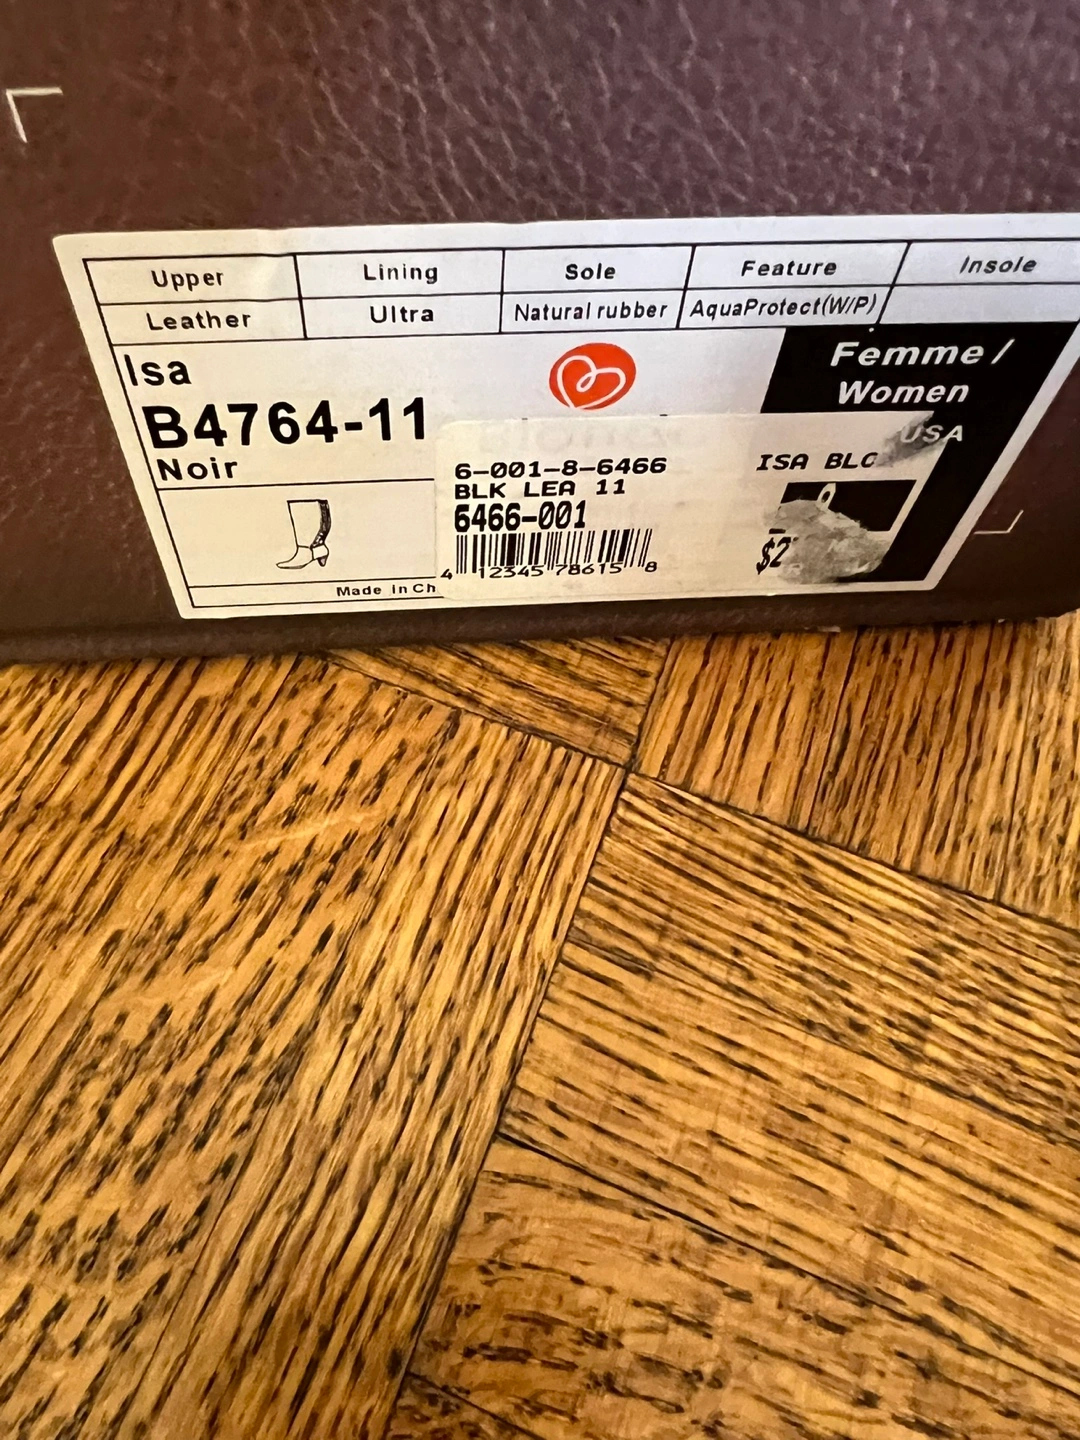 Upper Lining Sole Feature Insole
Leather Ultra Natural rubber AquaProtect(W/P)
Isa
B4764-11
Noir
Femme /
Women
USA
6-001-8-6466
BLK LEA 11
6466-001
4 12345 78615 8
ISA BLC
$2
Made in Ch